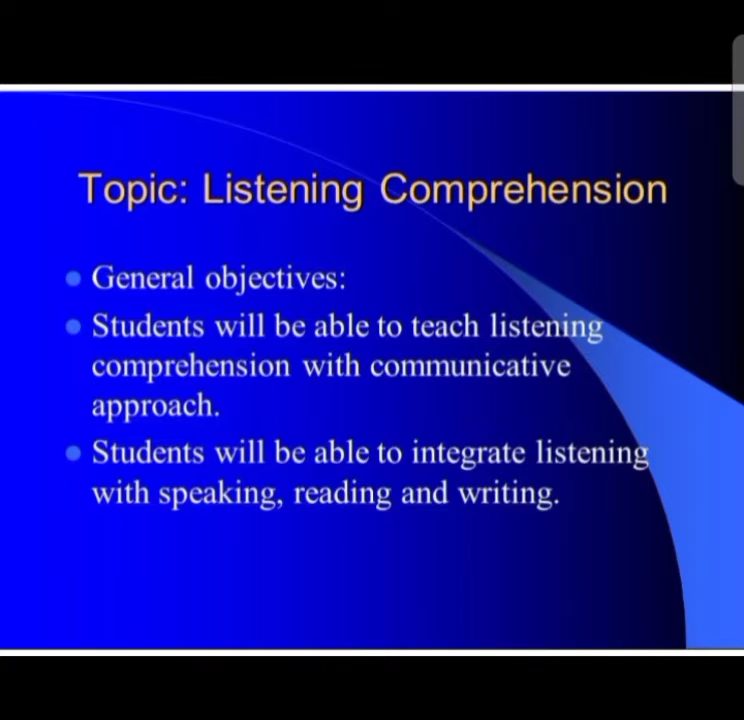 Topic: Listening Comprehension
General objectives:
Students will be able to teach listening
comprehension with communicative
approach.
Students will be able to integrate listening
with speaking, reading and writing.